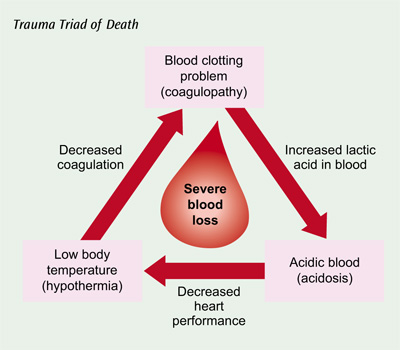 Trauma Triad of Death
Blood clotting
problem
(coagulopathy)
Decreased
coagulation
Increased lactic
acid in blood
Severe
blood
loss
Low body
temperature
(hypothermia)
Acidic blood
(acidosis)
Decreased
heart
performance